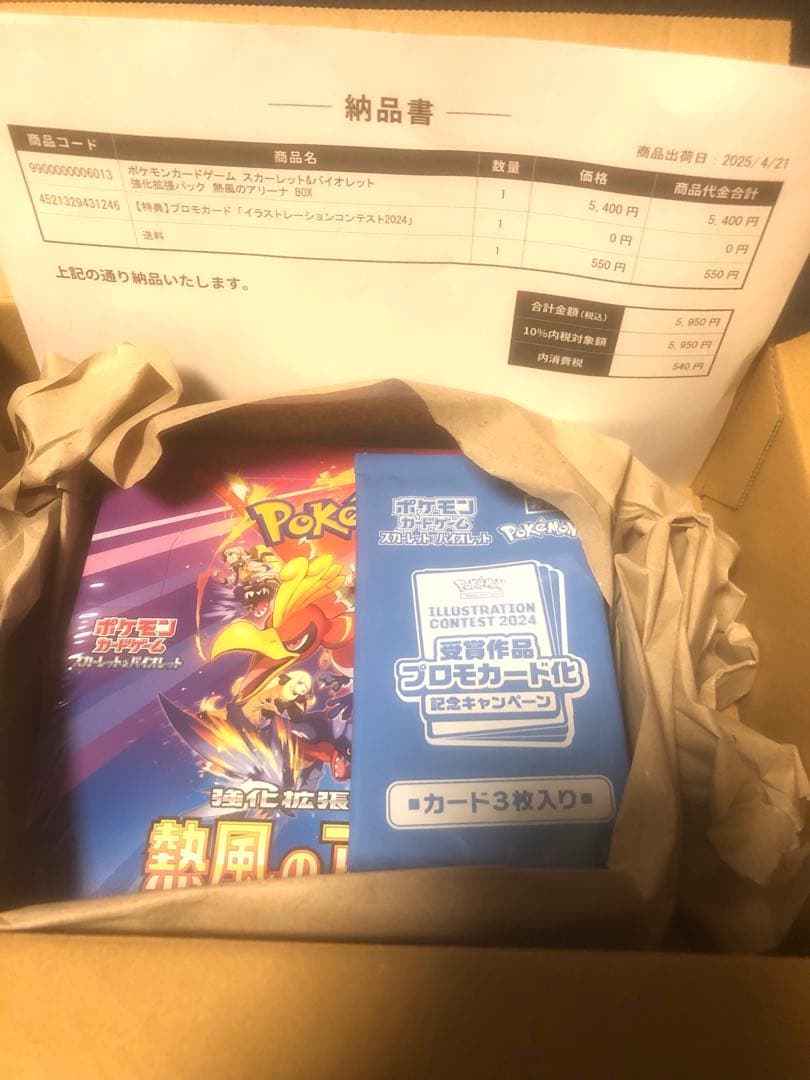 納品書
商品出荷日：2025/4/21
商品コード 商品名 数量 価格 商品代金合計
9900000006013 ポケモンカードゲーム スカーレット&バイオレット 1 5,400円 5,400円
強化拡張パック 熱風のアリーナ BOX
4521329431246 【特典】プロモカード「イラストレーションコンテスト2024」 1 0円 0円
送料 1 550円 550円
上記の通り納品いたします。
合計金額(税込) 5,950円
10%内税対象額 5,950円
内消費税 540円
POKé
ポケモン
カードゲーム
スカーレット&バイオレット
強化拡張
熱風の
ポケモン
カードゲーム
スカーレット&バイオレット
POKéMON
POKéMON
ILLUSTRATION
CONTEST 2024
受賞作品
プロモカード化
記念キャンペーン
■カード3枚入り■